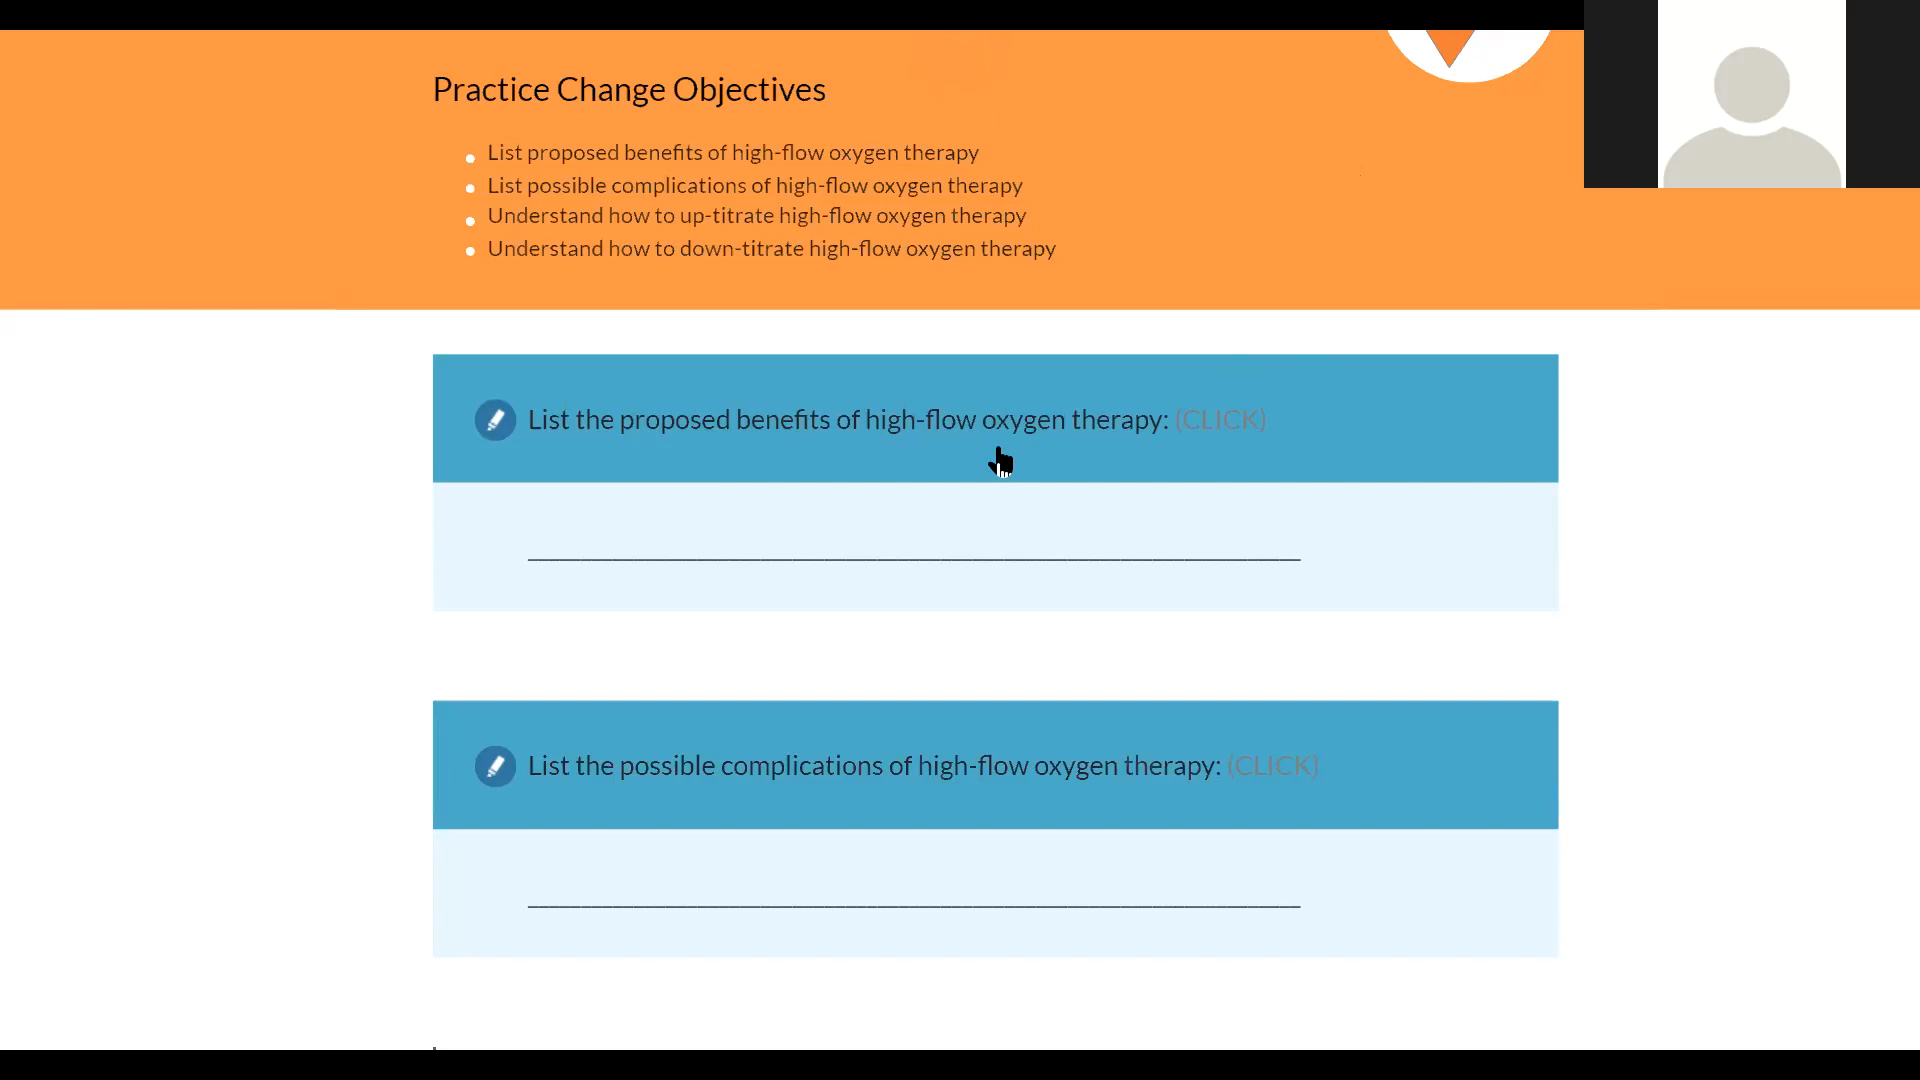 Practice Change Objectives
List proposed benefits of high-flow oxygen therapy
List possible complications of high-flow oxygen therapy
Understand how to up-titrate high-flow oxygen therapy
Understand how to down-titrate high-flow oxygen therapy
List the proposed benefits of high-flow oxygen therapy: (CLICK)
List the possible complications of high-flow oxygen therapy: (CLICK)